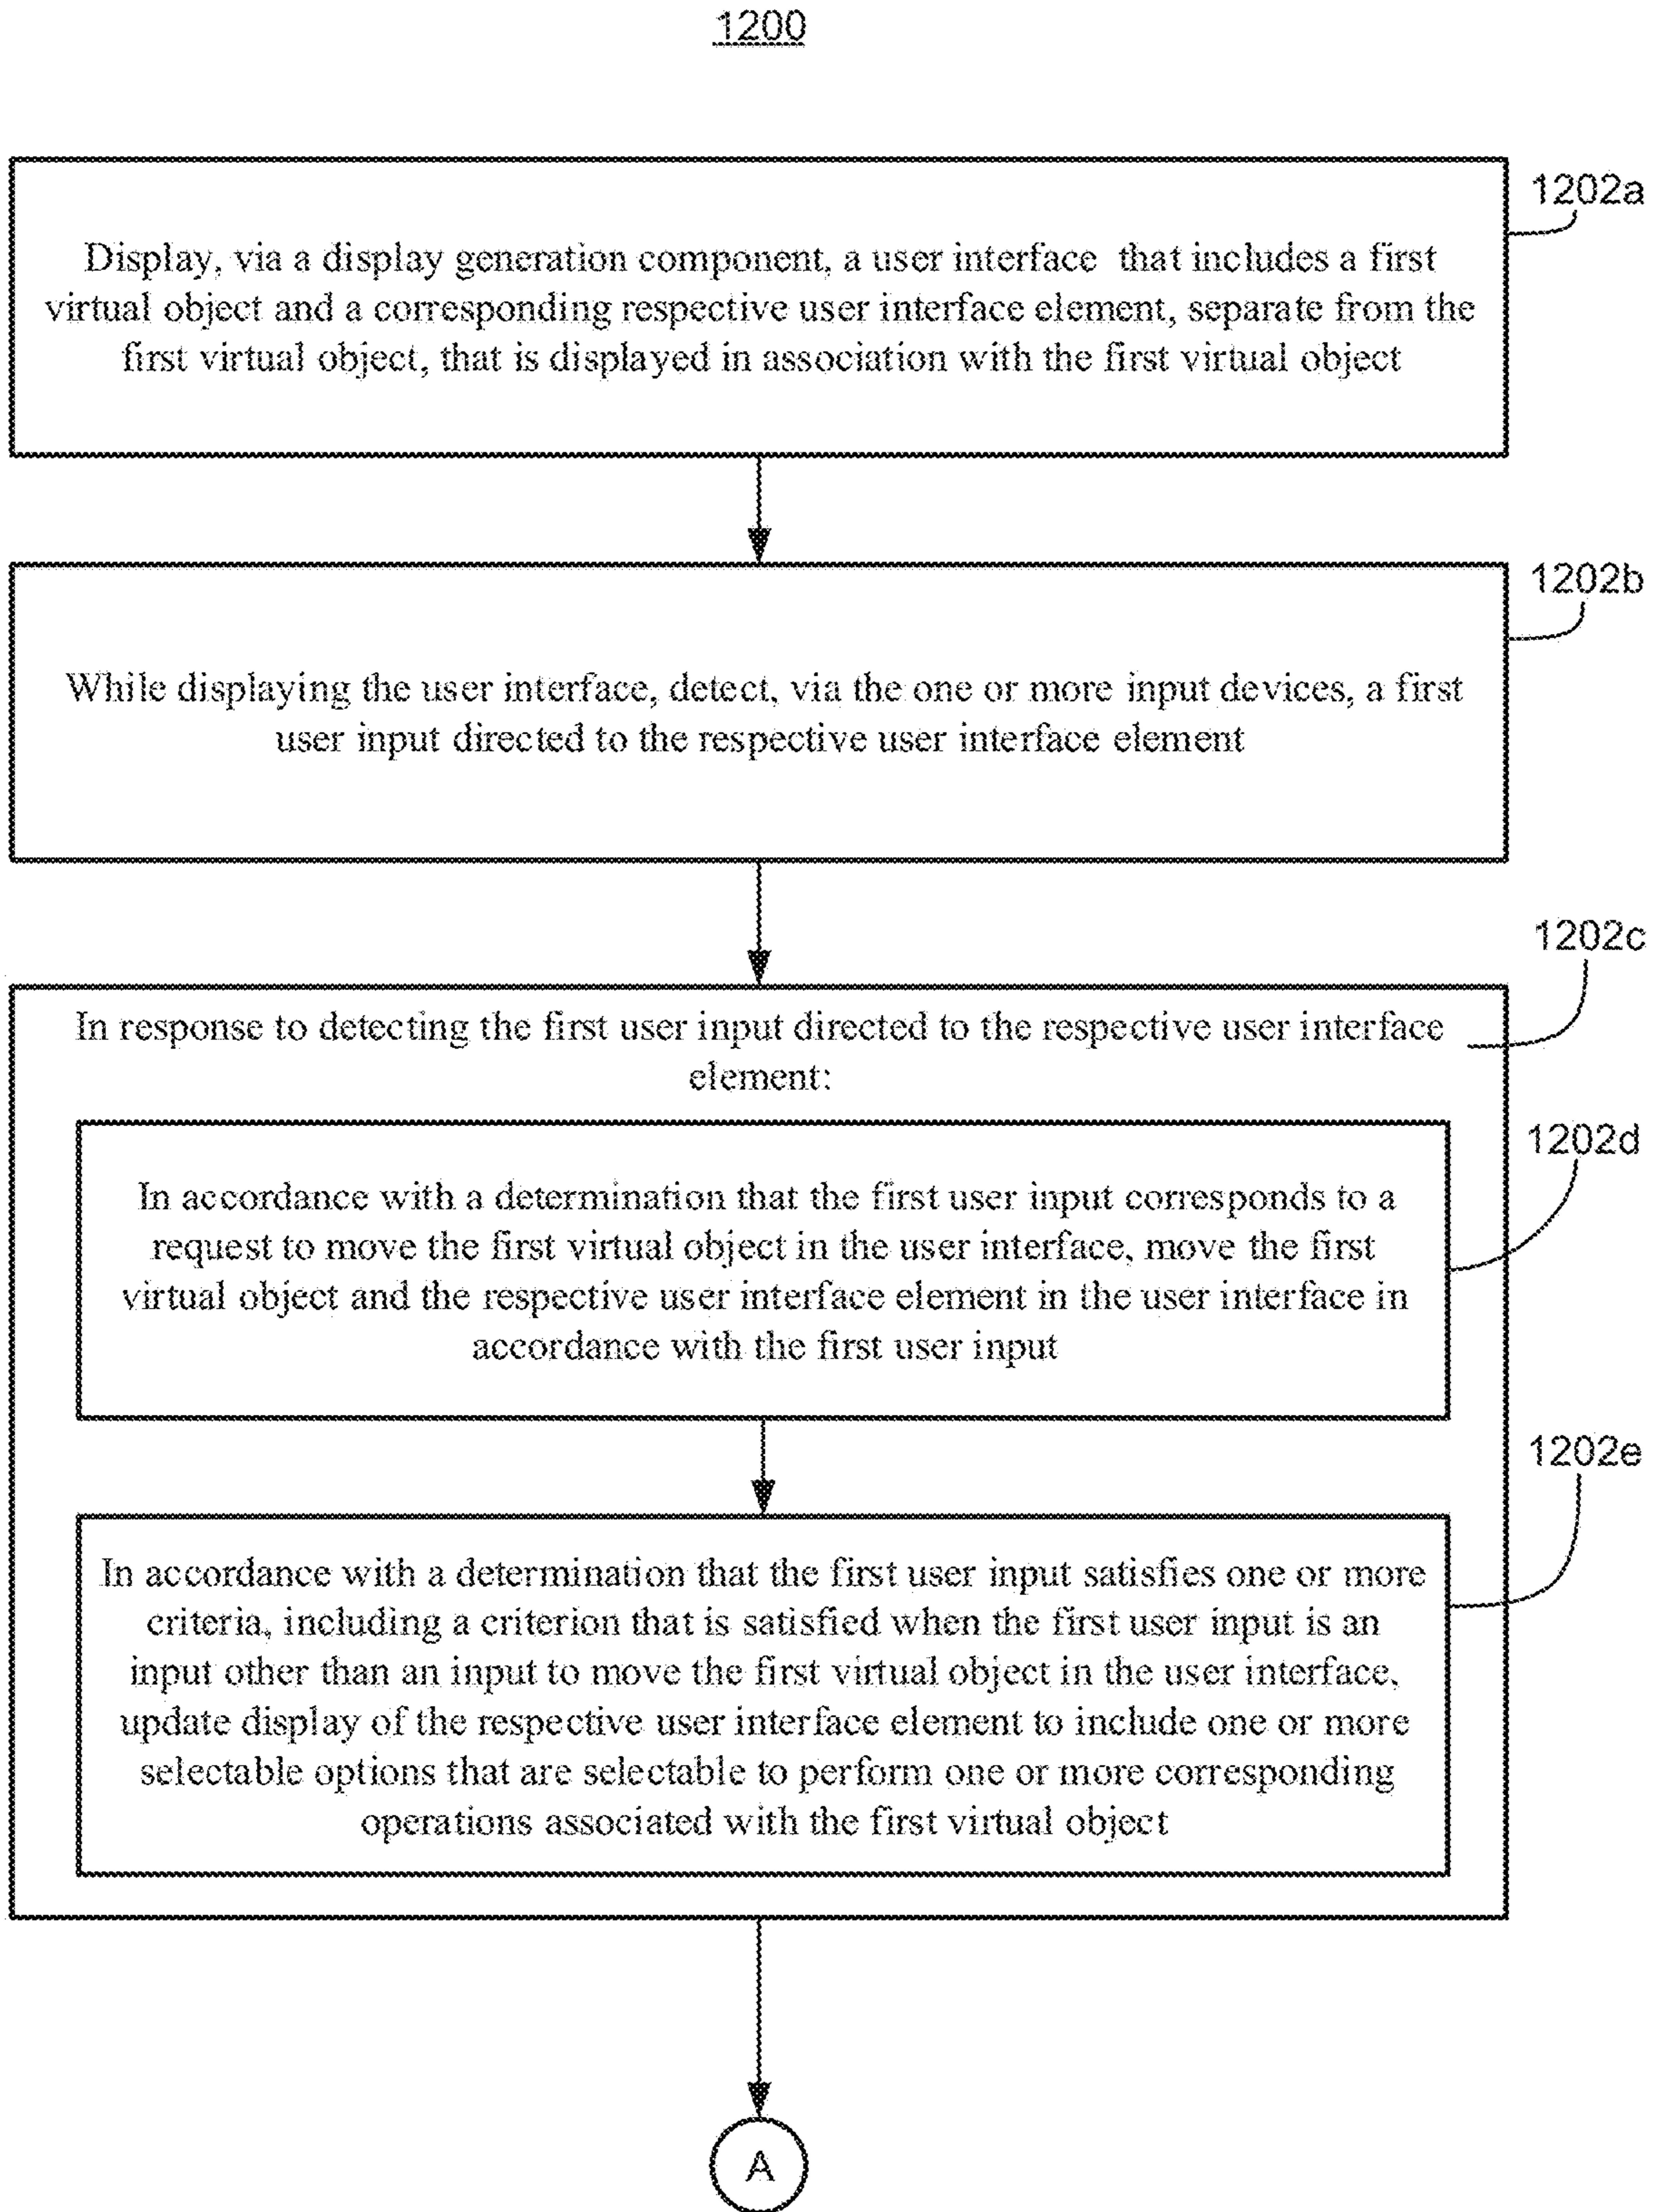 1200
1202a
Display, via a display generation component, a user interface that includes a first
virtual object and a corresponding respective user interface element, separate from the
first virtual object, that is displayed in association with the first virtual object
1202b
While displaying the user interface, detect, via the one or more input devices, a first
user input directed to the respective user interface element
1202c
In response to detecting the first user input directed to the respective user interface
element:
1202d
In accordance with a determination that the first user input corresponds to a
request to move the first virtual object in the user interface, move the first
virtual object and the respective user interface element in the user interface in
accordance with the first user input
1202e
In accordance with a determination that the first user input satisfies one or more
criteria, including a criterion that is satisfied when the first user input is an
input other than an input to move the first virtual object in the user interface,
update display of the respective user interface element to include one or more
selectable options that are selectable to perform one or more corresponding
operations associated with the first virtual object
A